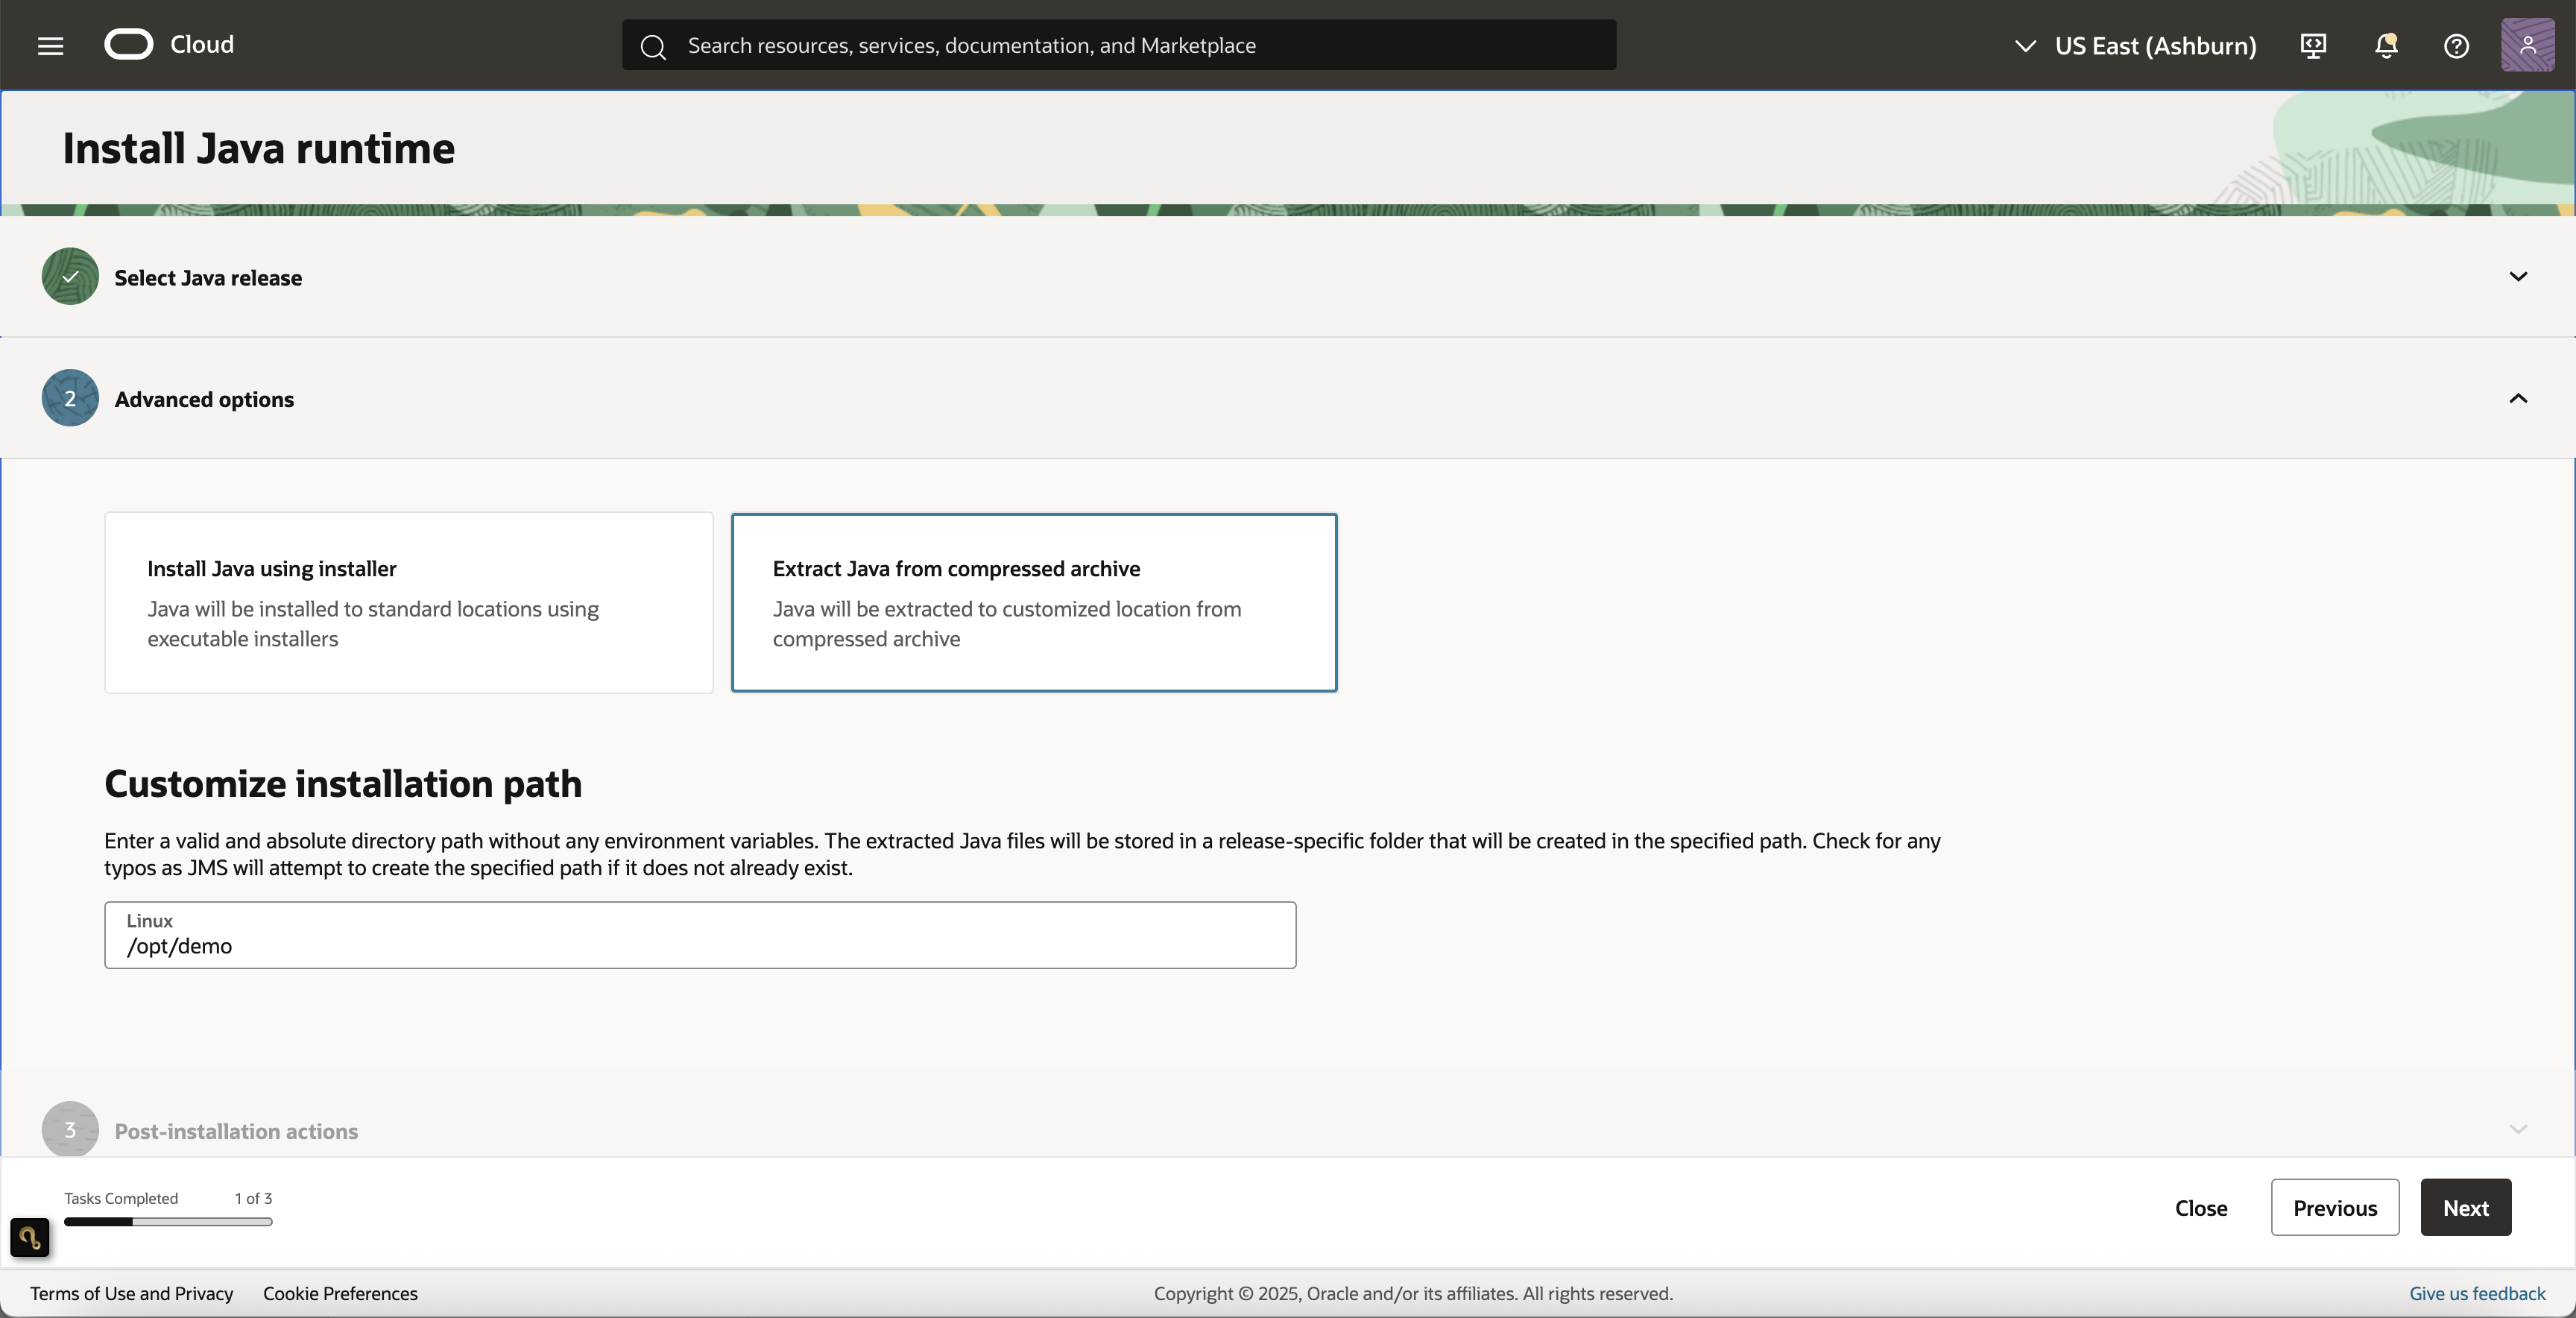 Cloud
Search resources, services, documentation, and Marketplace
US East (Ashburn)
Install Java runtime
Select Java release
2
Advanced options
Install Java using installer
Java will be installed to standard locations using
executable installers
Extract Java from compressed archive
Java will be extracted to customized location from
compressed archive
Customize installation path
Enter a valid and absolute directory path without any environment variables. The extracted Java files will be stored in a release-specific folder that will be created in the specified path. Check for any
typos as JMS will attempt to create the specified path if it does not already exist.
Linux
/opt/demo
3
Post-installation actions
Tasks Completed 1 of 3
Close
Previous
Next
Terms of Use and Privacy
Cookie Preferences
Copyright © 2025, Oracle and/or its affiliates. All rights reserved.
Give us feedback